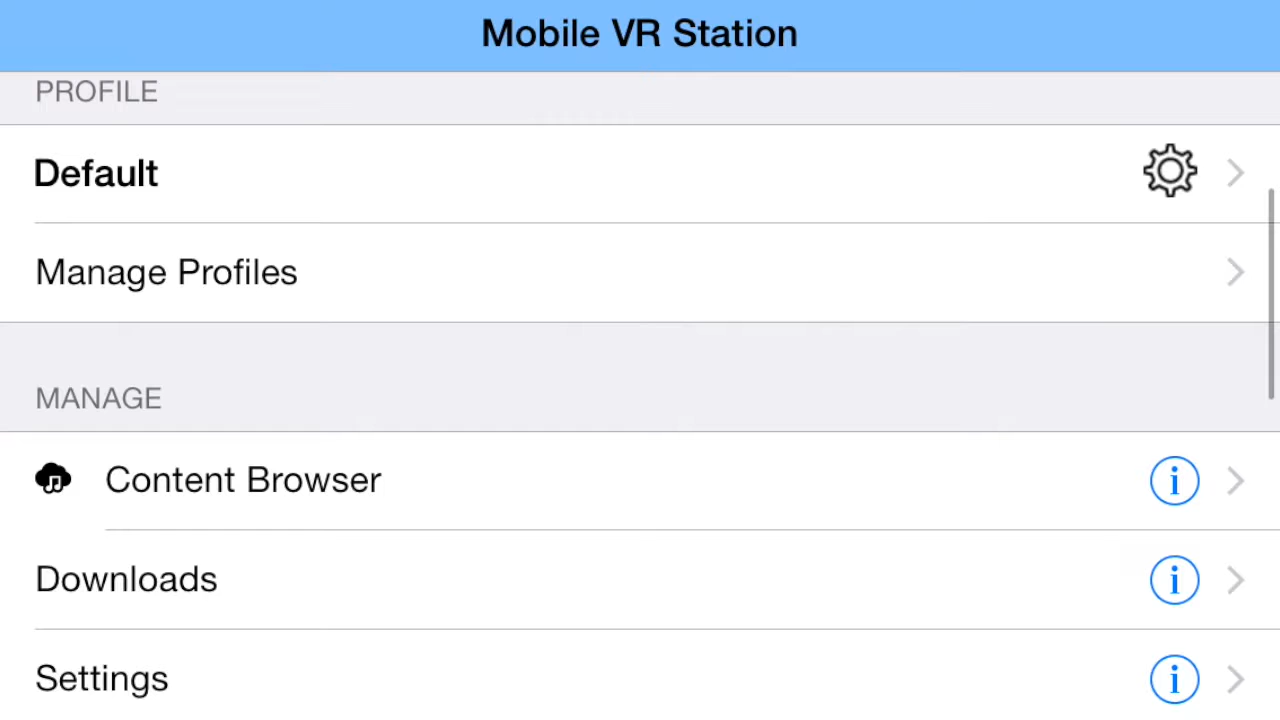 Mobile VR Station
PROFILE
Default
Manage Profiles
MANAGE
Content Browser
i
Downloads
i
Settings
i